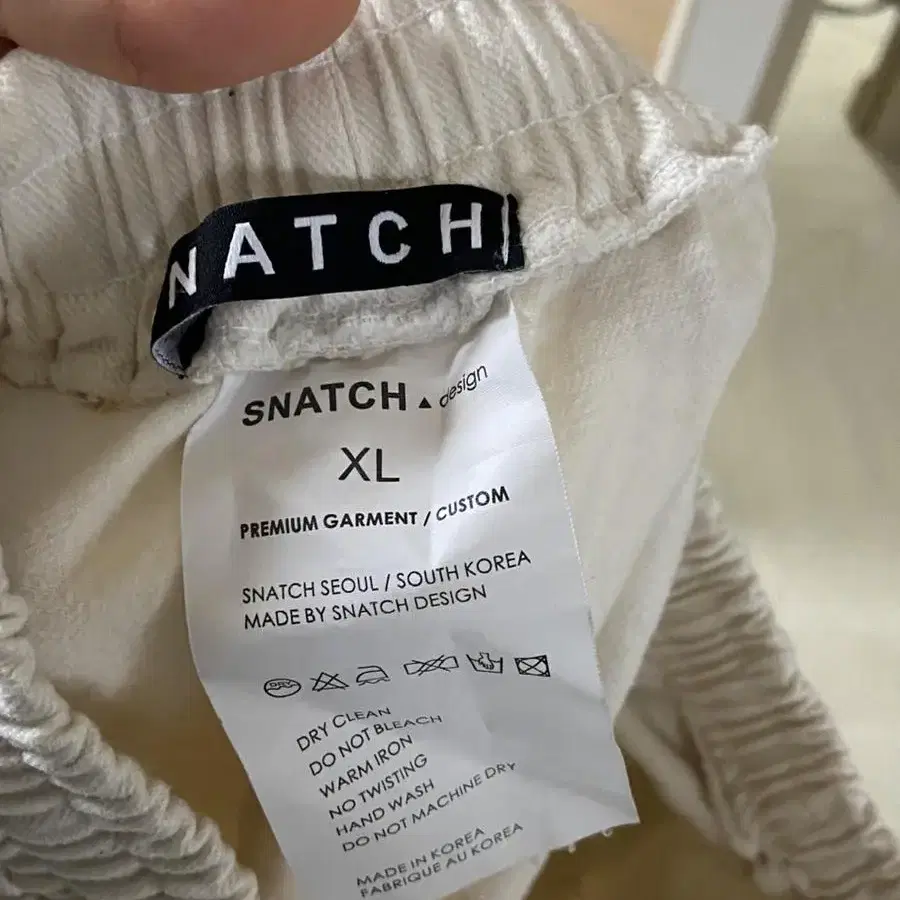 NATCH
SNATCH▲design
XL
PREMIUM GARMENT / CUSTOM
SNATCH SEOUL / SOUTH KOREA
MADE BY SNATCH DESIGN
DRY
DRY CLEAN
DO NOT BLEACH
WARM IRON
NO TWISTING
HAND WASH
DO NOT MACHINE DRY
MADE IN KOREA
FABRIQUE AU KOREA